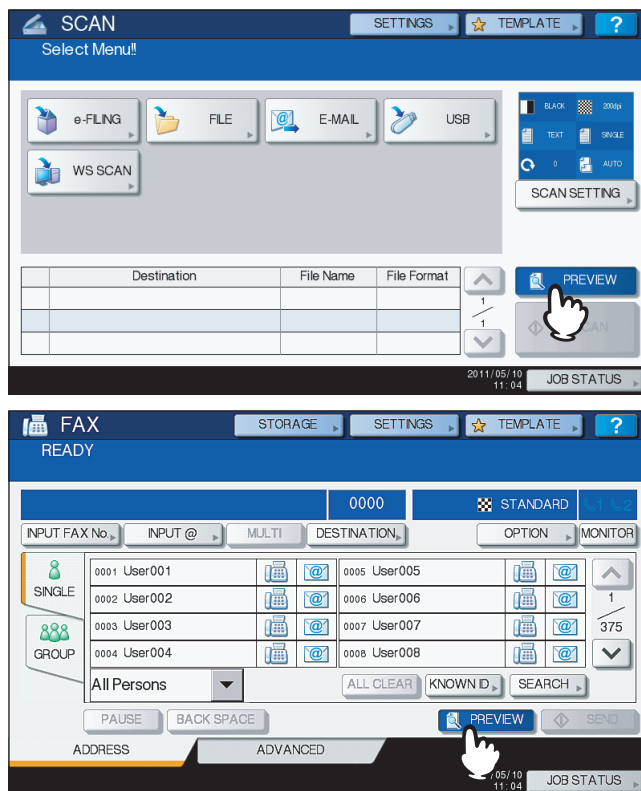 SCAN
SETTINGS
TEMPLATE
?
Select Menu!!
e-FILING
FILE
E-MAIL
USB
WS SCAN
BLACK
200dpi
TEXT
SINGLE
0
AUTO
SCAN SETTING
Destination
File Name
File Format
1
1
PREVIEW
2011/05/10
11:04
JOB STATUS
FAX
STORAGE
SETTINGS
TEMPLATE
?
READY
0000
STANDARD
1
2
INPUT FAX No.
INPUT @
MULTI
DESTINATION
OPTION
MONITOR
SINGLE
GROUP
0001 User001
0005 User005
0002 User002
0006 User006
0003 User003
0007 User007
0004 User004
0008 User008
1
375
All Persons
ALL CLEAR
KNOWN ID
SEARCH
PAUSE
BACK SPACE
PREVIEW
SEND
ADDRESS
ADVANCED
/05/10
11:04
JOB STATUS